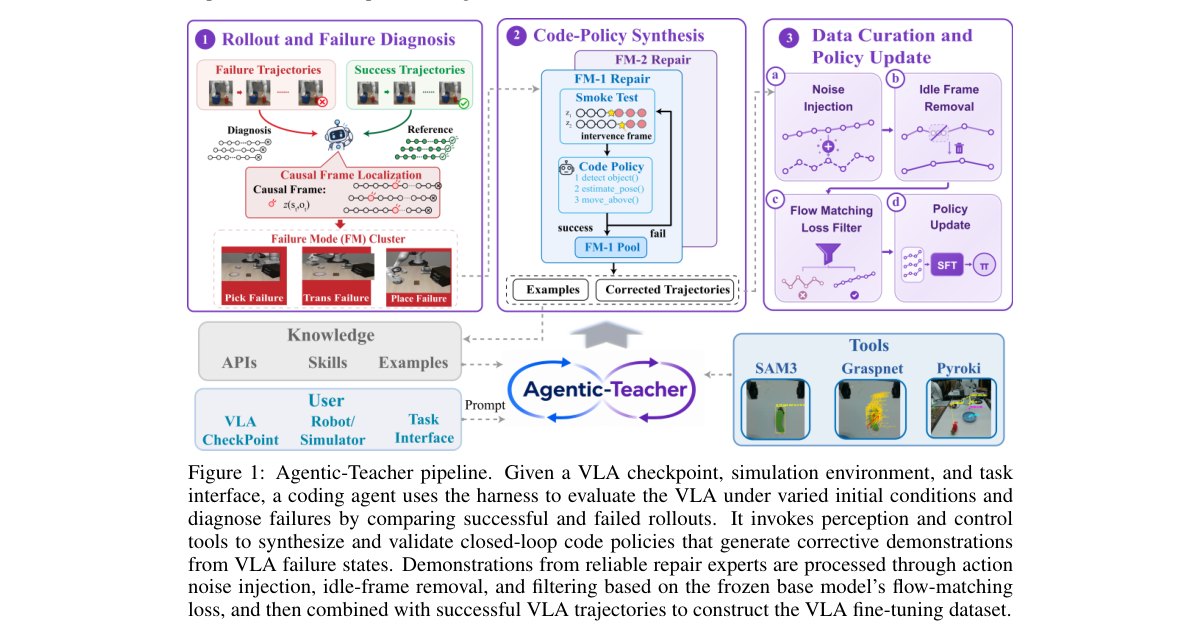 1 Rollout and Failure Diagnosis
Failure Trajectories
Success Trajectories
Diagnosis
Reference
Causal Frame Localization
Causal Frame:
Failure Mode (FM) Cluster
Pick Failure
Trans Failure
Place Failure
2 Code-Policy Synthesis
FM-2 Repair
FM-1 Repair
Smoke Test
z1
z2
intervence frame
Code Policy
1 detect object()
2 estimate_pose()
3 move_above()
success
fail
FM-1 Pool
Examples
Corrected Trajectories
3 Data Curation and
Policy Update
a
Noise
Injection
b
Idle Frame
Removal
c
Flow Matching
Loss Filter
d
Policy
Update
SFT
π
Knowledge
APIs
Skills
Examples
User
VLA
CheckPoint
Robot/
Simulator
Task
Interface
Prompt
Agentic-Teacher
Tools
SAM3
Graspnet
Pyroki
Figure 1: Agentic-Teacher pipeline. Given a VLA checkpoint, simulation environment, and task
interface, a coding agent uses the harness to evaluate the VLA under varied initial conditions and
diagnose failures by comparing successful and failed rollouts. It invokes perception and control
tools to synthesize and validate closed-loop code policies that generate corrective demonstrations
from VLA failure states. Demonstrations from reliable repair experts are processed through action
noise injection, idle-frame removal, and filtering based on the frozen base model's flow-matching
loss, and then combined with successful VLA trajectories to construct the VLA fine-tuning dataset.